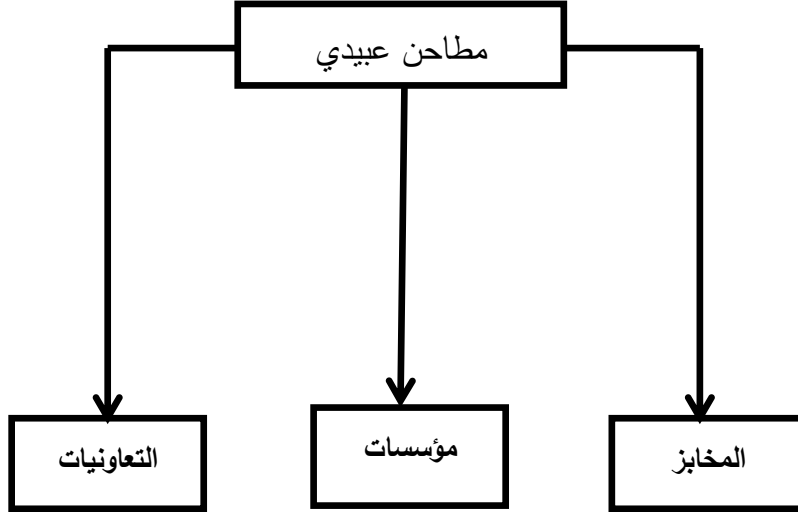 مطاحن عبيدي
المخابز
مؤسسات
التعاونيات